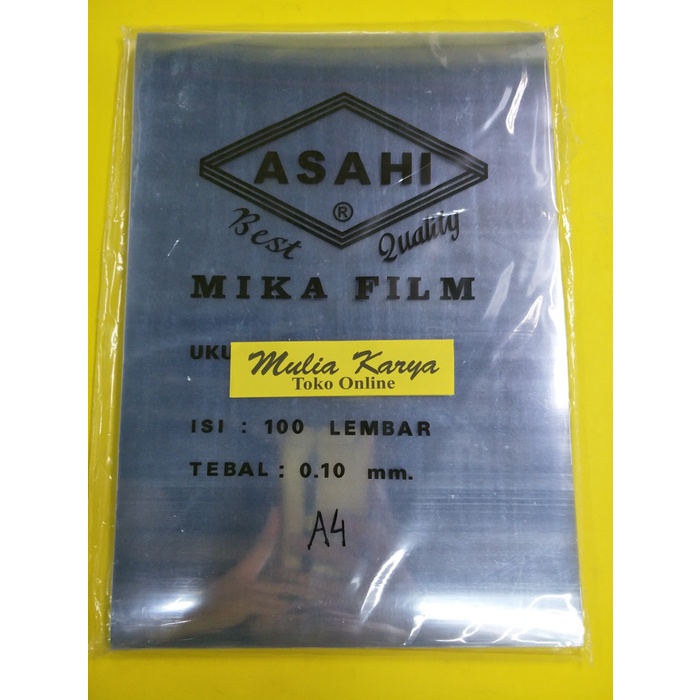 ASAHI
®
Best Quality
MIKA FILM
UKU
Mulia Karya
Toko Online
ISI : 100 LEMBAR
TEBAL : 0.10 mm.
A4